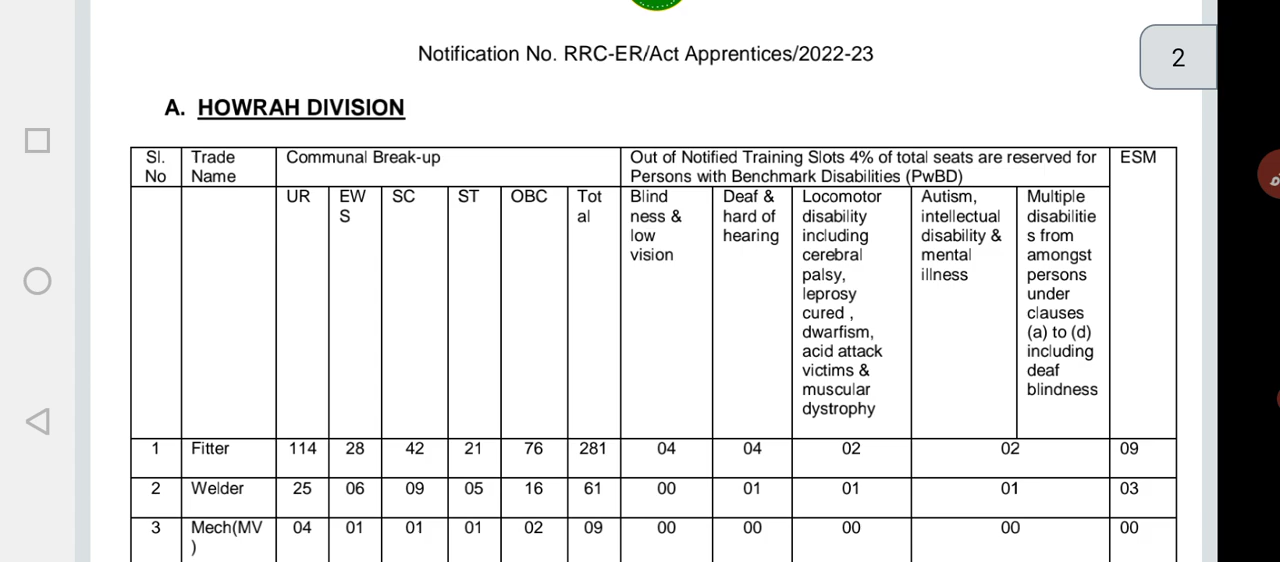 Notification No. RRC-ER/Act Apprentices/2022-23
2
A. HOWRAH DIVISION
Sl. No | Trade Name | Communal Break-up | Out of Notified Training Slots 4% of total seats are reserved for Persons with Benchmark Disabilities (PwBD) | ESM
UR | EWS | SC | ST | OBC | Total | Blind ness & low vision | Deaf & hard of hearing | Locomotor disability including cerebral palsy, leprosy cured , dwarfism, acid attack victims & muscular dystrophy | Autism, intellectual disability & mental illness | Multiple disabilities from amongst persons under clauses (a) to (d) including deaf blindness
1 | Fitter | 114 | 28 | 42 | 21 | 76 | 281 | 04 | 04 | 02 | 02 | 09
2 | Welder | 25 | 06 | 09 | 05 | 16 | 61 | 00 | 01 | 01 | 01 | 03
3 | Mech(MV) | 04 | 01 | 01 | 01 | 02 | 09 | 00 | 00 | 00 | 00 | 00